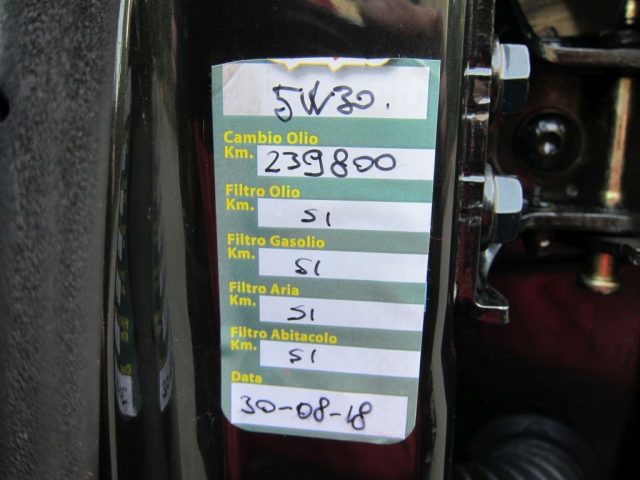 5W30.
Cambio Olio
Km. 239800
Filtro Olio
Km. SI
Filtro Gasolio
Km. SI
Filtro Aria
Km. SI
Filtro Abitacolo
Km. SI
Data
30-08-18